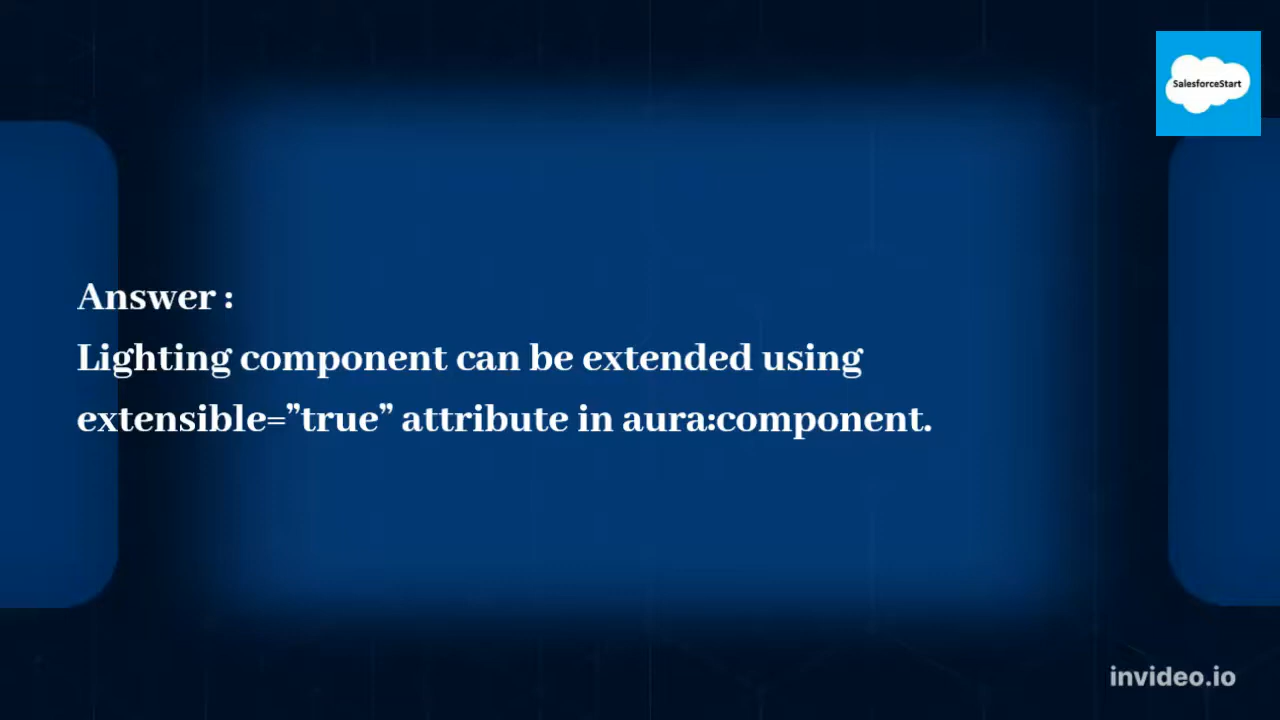 SalesforceStart
Answer :
Lighting component can be extended using
extensible=”true” attribute in aura:component.
invideo.io